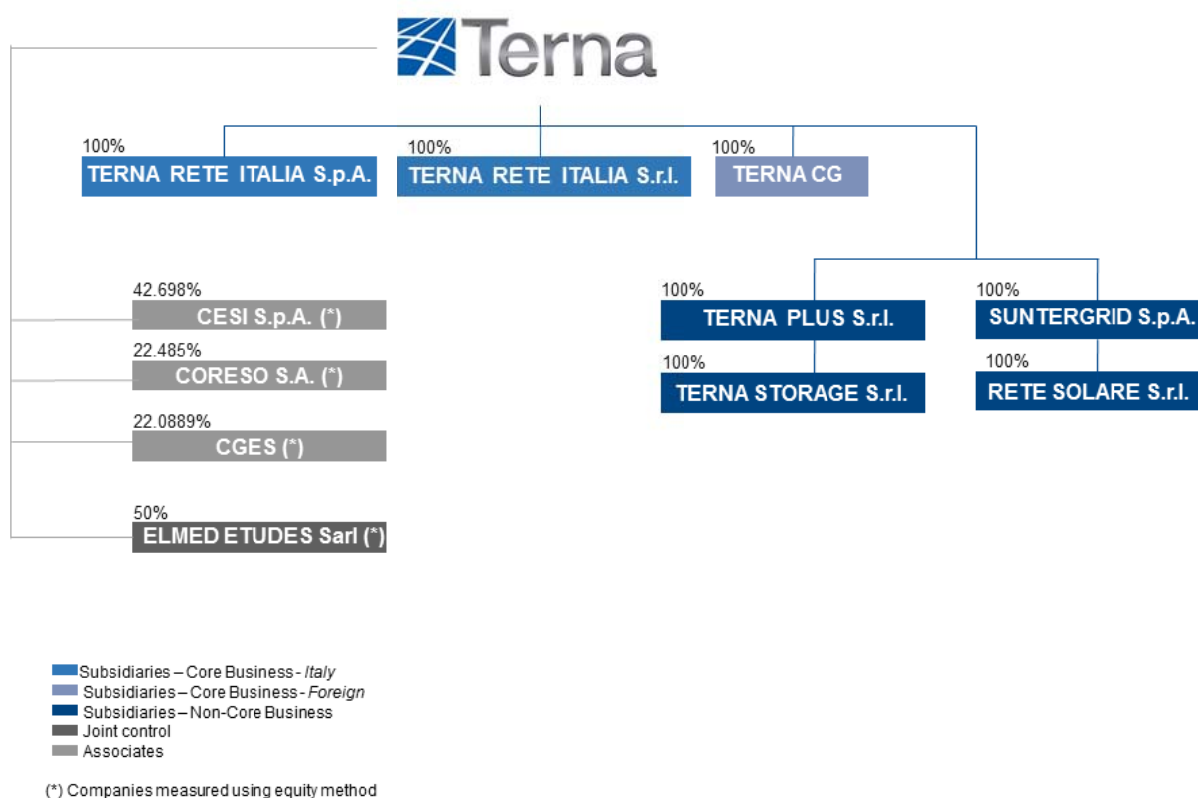 Terna
100%
TERNA RETE ITALIA S.p.A.
100%
TERNA RETE ITALIA S.r.l.
100%
TERNA CG
42.698%
CESI S.p.A. (*)
22.485%
CORESO S.A. (*)
22.0889%
CGES (*)
50%
ELMED ETUDES Sarl (*)
100%
TERNA PLUS S.r.l.
100%
SUNTERGRID S.p.A.
100%
TERNA STORAGE S.r.l.
100%
RETE SOLARE S.r.l.
Subsidiaries – Core Business - Italy
Subsidiaries – Core Business - Foreign
Subsidiaries – Non-Core Business
Joint control
Associates
(*) Companies measured using equity method